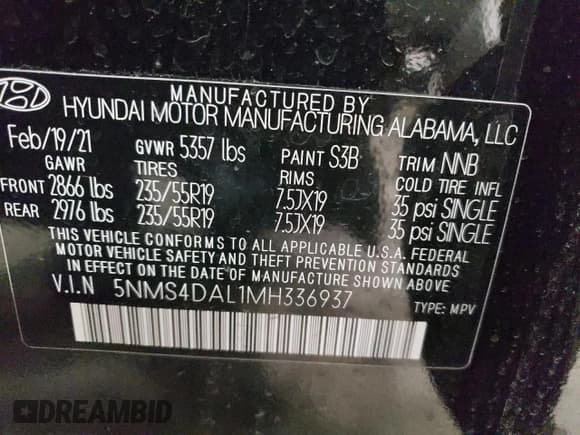 MANUFACTURED BY
HYUNDAI MOTOR MANUFACTURING ALABAMA, LLC
Feb/19/21 GVWR 5357 lbs PAINT S3B TRIM NNB
GAWR TIRES RIMS COLD TIRE INFL
FRONT 2866 lbs 235/55R19 7.5JX19 35 psi SINGLE
REAR 2976 lbs 235/55R19 7.5JX19 35 psi SINGLE
THIS VEHICLE CONFORMS TO ALL APPLICABLE U.S.A. FEDERAL
MOTOR VEHICLE SAFETY AND THEFT PREVENTION STANDARDS
IN EFFECT ON THE DATE OF MANUFACTURE SHOWN ABOVE.
V.I.N 5NMS4DAL1MH336937 TYPE: MPV
DREAMBID